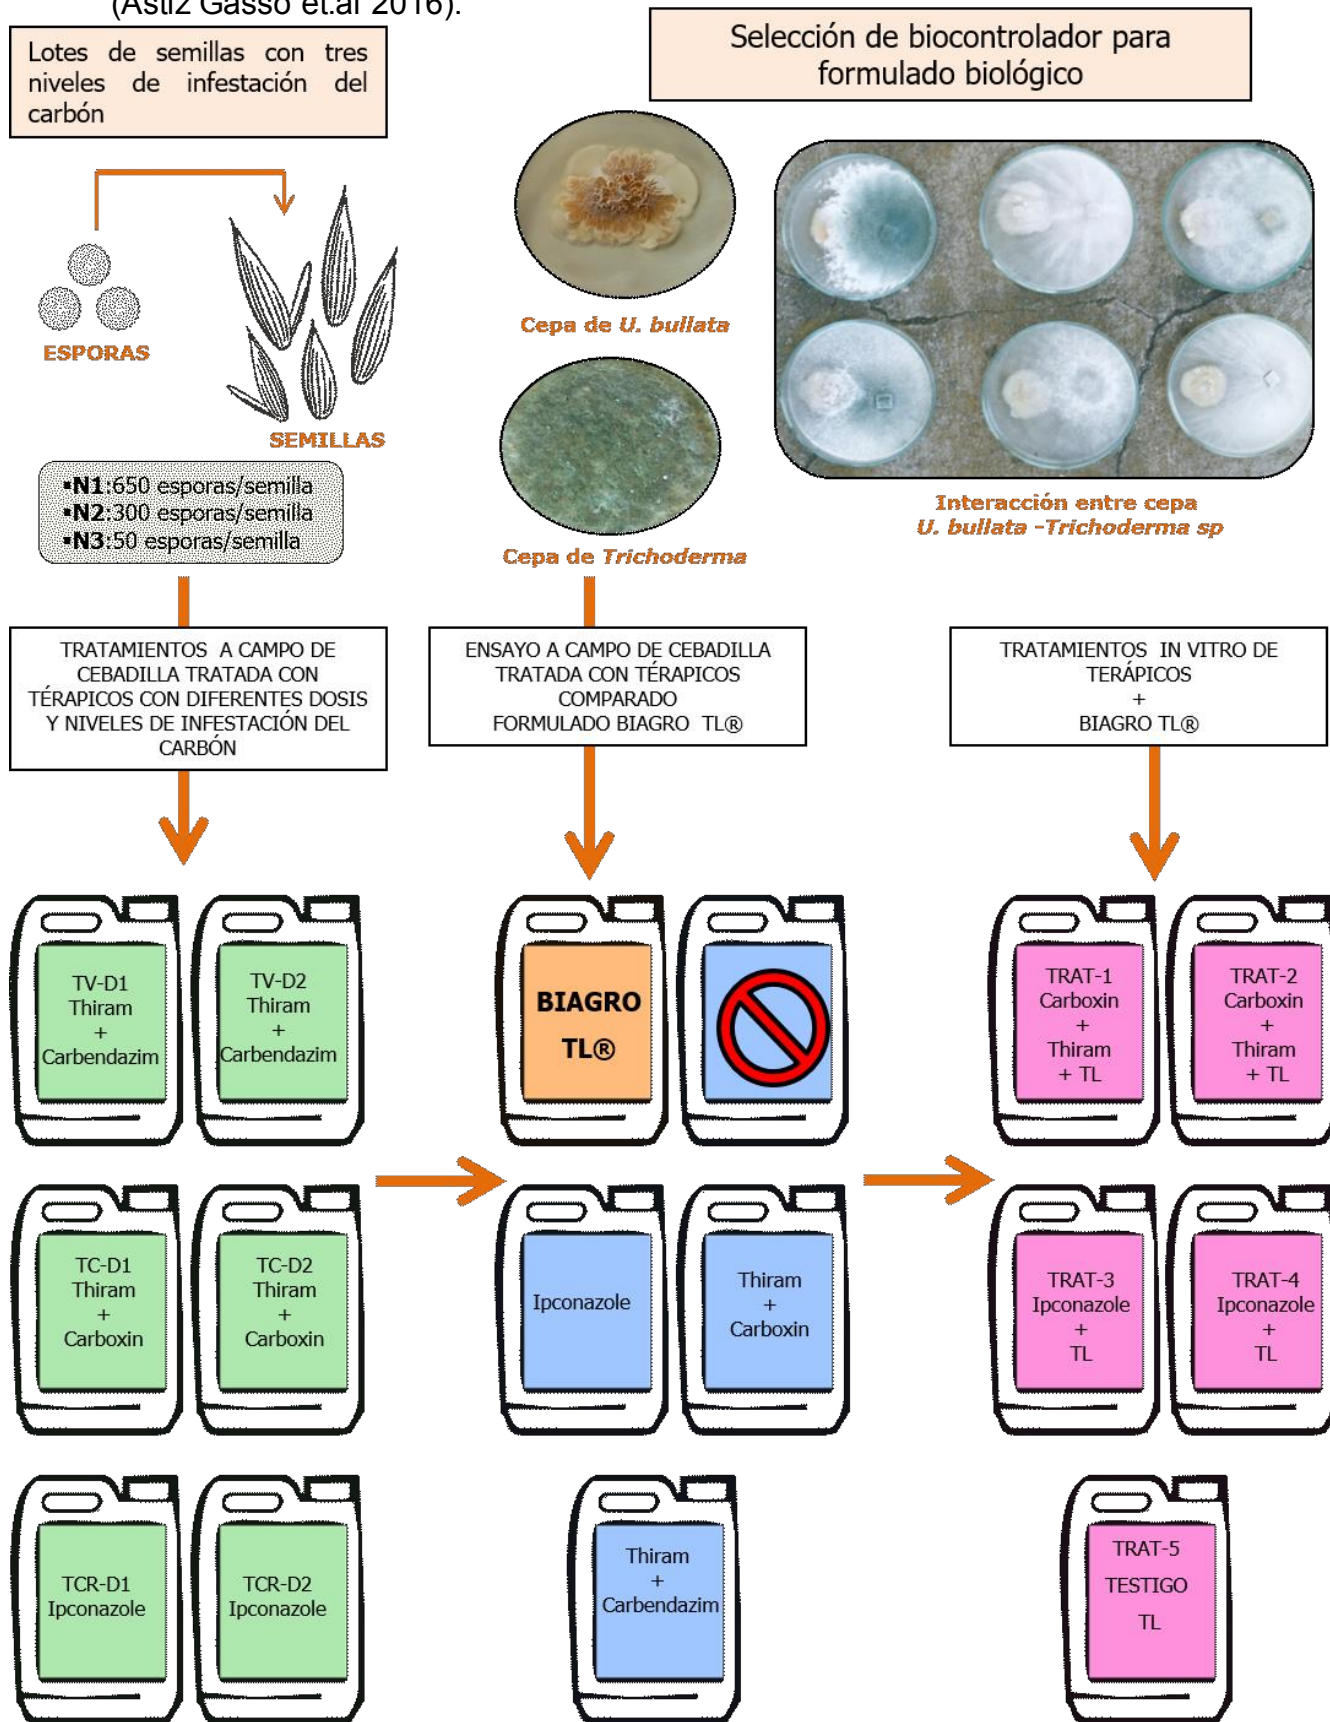 (Astiz Gasso et.al 2016).
Lotes de semillas con tres
niveles de infestación del
carbón
Selección de biocontrolador para
formulado biológico
ESPORAS
SEMILLAS
▪N1:650 esporas/semilla
▪N2:300 esporas/semilla
▪N3:50 esporas/semilla
Cepa de U. bullata
Cepa de Trichoderma
Interacción entre cepa
U. bullata -Trichoderma sp
TRATAMIENTOS A CAMPO DE
CEBADILLA TRATADA CON
TÉRAPICOS CON DIFERENTES DOSIS
Y NIVELES DE INFESTACIÓN DEL
CARBÓN
ENSAYO A CAMPO DE CEBADILLA
TRATADA CON TÉRAPICOS
COMPARADO
FORMULADO BIAGRO TL®
TRATAMIENTOS IN VITRO DE
TERÁPICOS
+
BIAGRO TL®
TV-D1
Thiram
+
Carbendazim
TV-D2
Thiram
+
Carbendazim
BIAGRO
TL®
TRAT-1
Carboxin
+
Thiram
+ TL
TRAT-2
Carboxin
+
Thiram
+ TL
TC-D1
Thiram
+
Carboxin
TC-D2
Thiram
+
Carboxin
Ipconazole
Thiram
+
Carboxin
TRAT-3
Ipconazole
+
TL
TRAT-4
Ipconazole
+
TL
TCR-D1
Ipconazole
TCR-D2
Ipconazole
Thiram
+
Carbendazim
TRAT-5
TESTIGO
TL